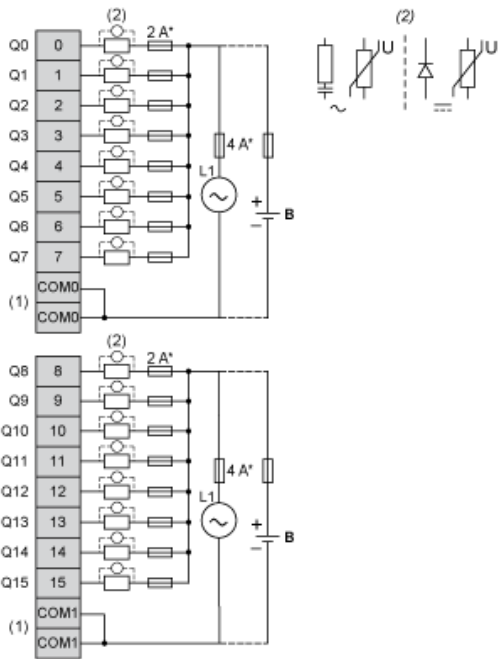 (2)
Q0 0 2 A*
Q1 1
Q2 2
Q3 3
Q4 4
Q5 5
Q6 6
Q7 7
COM0
(1)
COM0
4 A*
L1
+
−
B
(2)
U
U
(2)
Q8 8 2 A*
Q9 9
Q10 10
Q11 11
Q12 12
Q13 13
Q14 14
Q15 15
COM1
(1)
COM1
4 A*
L1
+
−
B